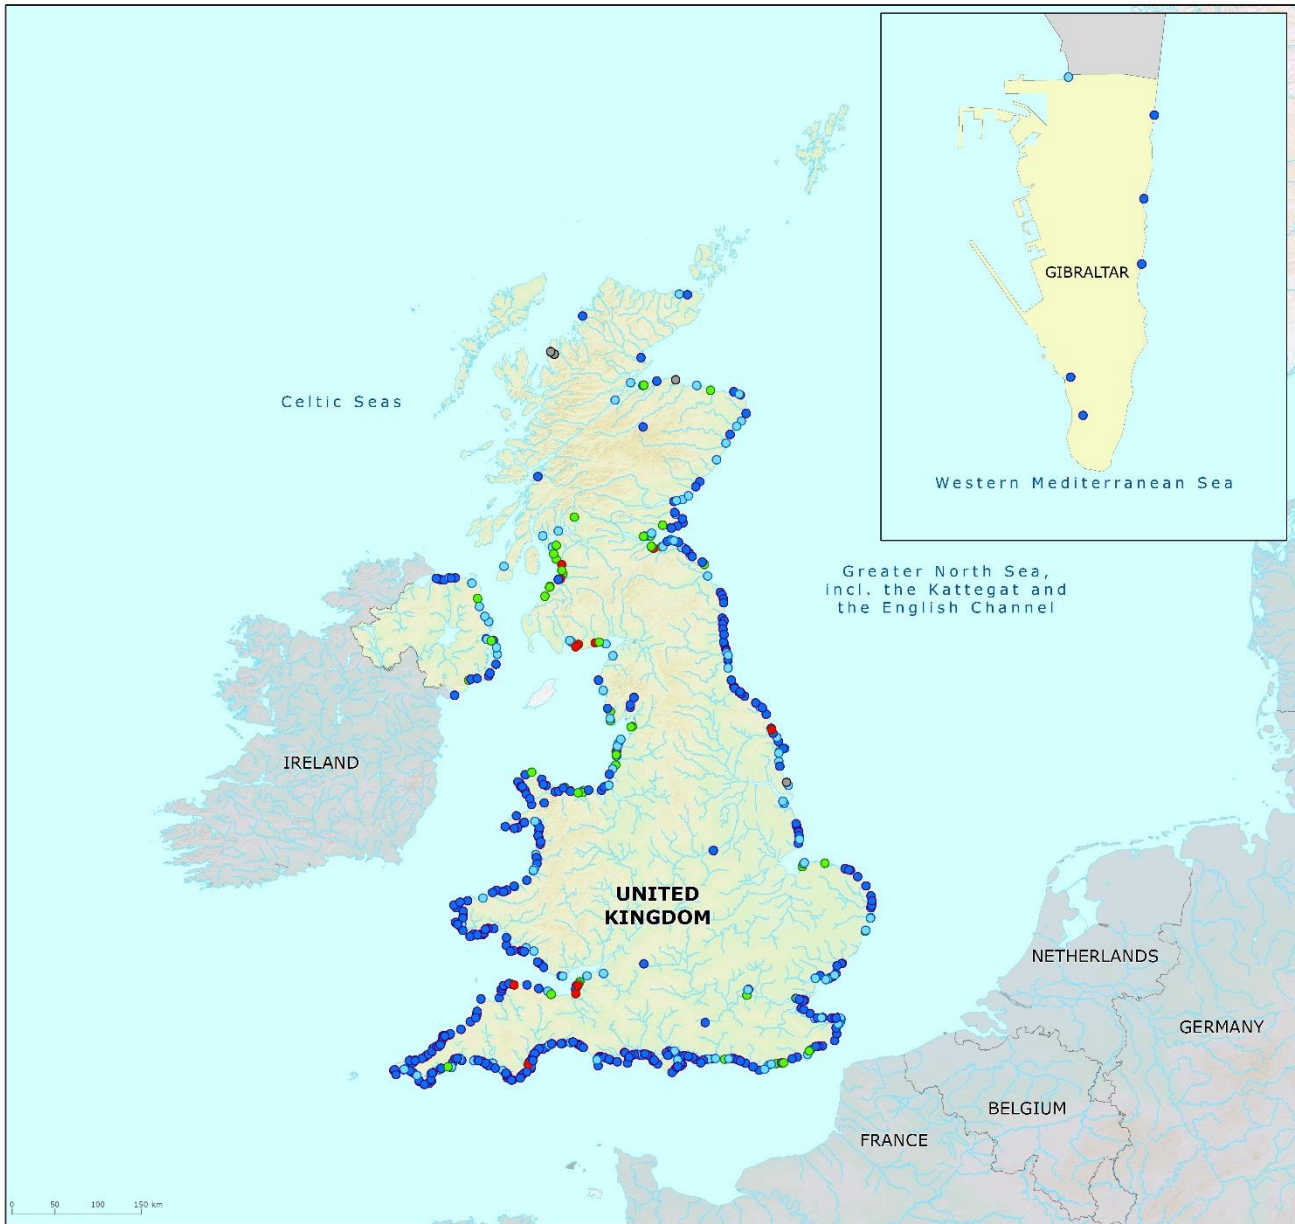 GIBRALTAR
Western Mediterranean Sea
Celtic Seas
Greater North Sea,
incl. the Kattegat and
the English Channel
IRELAND
UNITED
KINGDOM
NETHERLANDS
GERMANY
BELGIUM
FRANCE
0 50 100 150 km